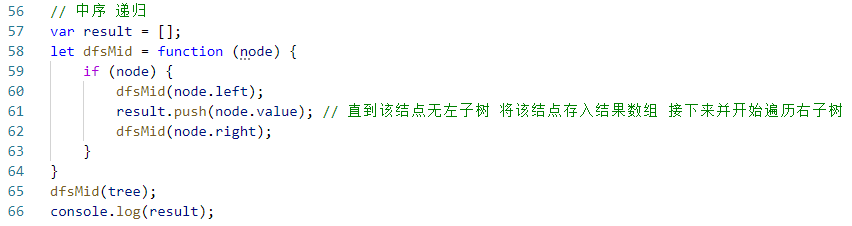 56 // 中序 递归
57 var result = [];
58 let dfsMid = function (node) {
59 if (node) {
60 dfsMid(node.left);
61 result.push(node.value); // 直到该结点无左子树 将该结点存入结果数组 接下来并开始遍历右子树
62 dfsMid(node.right);
63 }
64 }
65 dfsMid(tree);
66 console.log(result);